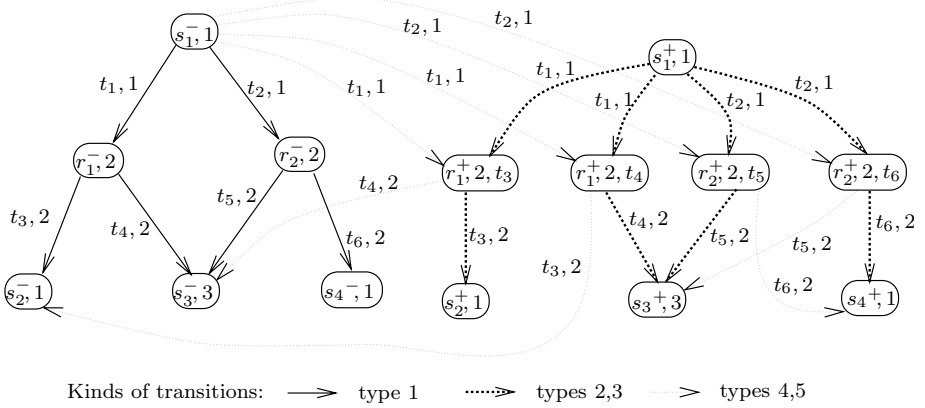 s₁⁻, 1
t₂, 1
t₂, 1
s₁⁺, 1
t₁, 1
t₂, 1
t₁, 1
t₁, 1
t₁, 1
t₁, 1
t₂, 1
t₂, 1
r₁⁻, 2
r₂⁻, 2
r₁⁺, 2, t₃
r₁⁺, 2, t₄
r₂⁺, 2, t₅
r₂⁺, 2, t₆
t₃, 2
t₄, 2
t₅, 2
t₄, 2
t₆, 2
t₃, 2
t₃, 2
t₄, 2
t₅, 2
t₅, 2
t₆, 2
t₆, 2
s₂⁻, 1
s₃⁻, 3
s₄⁻, 1
s₂⁺, 1
s₃⁺, 3
s₄⁺, 1
Kinds of transitions: type 1 types 2,3 types 4,5